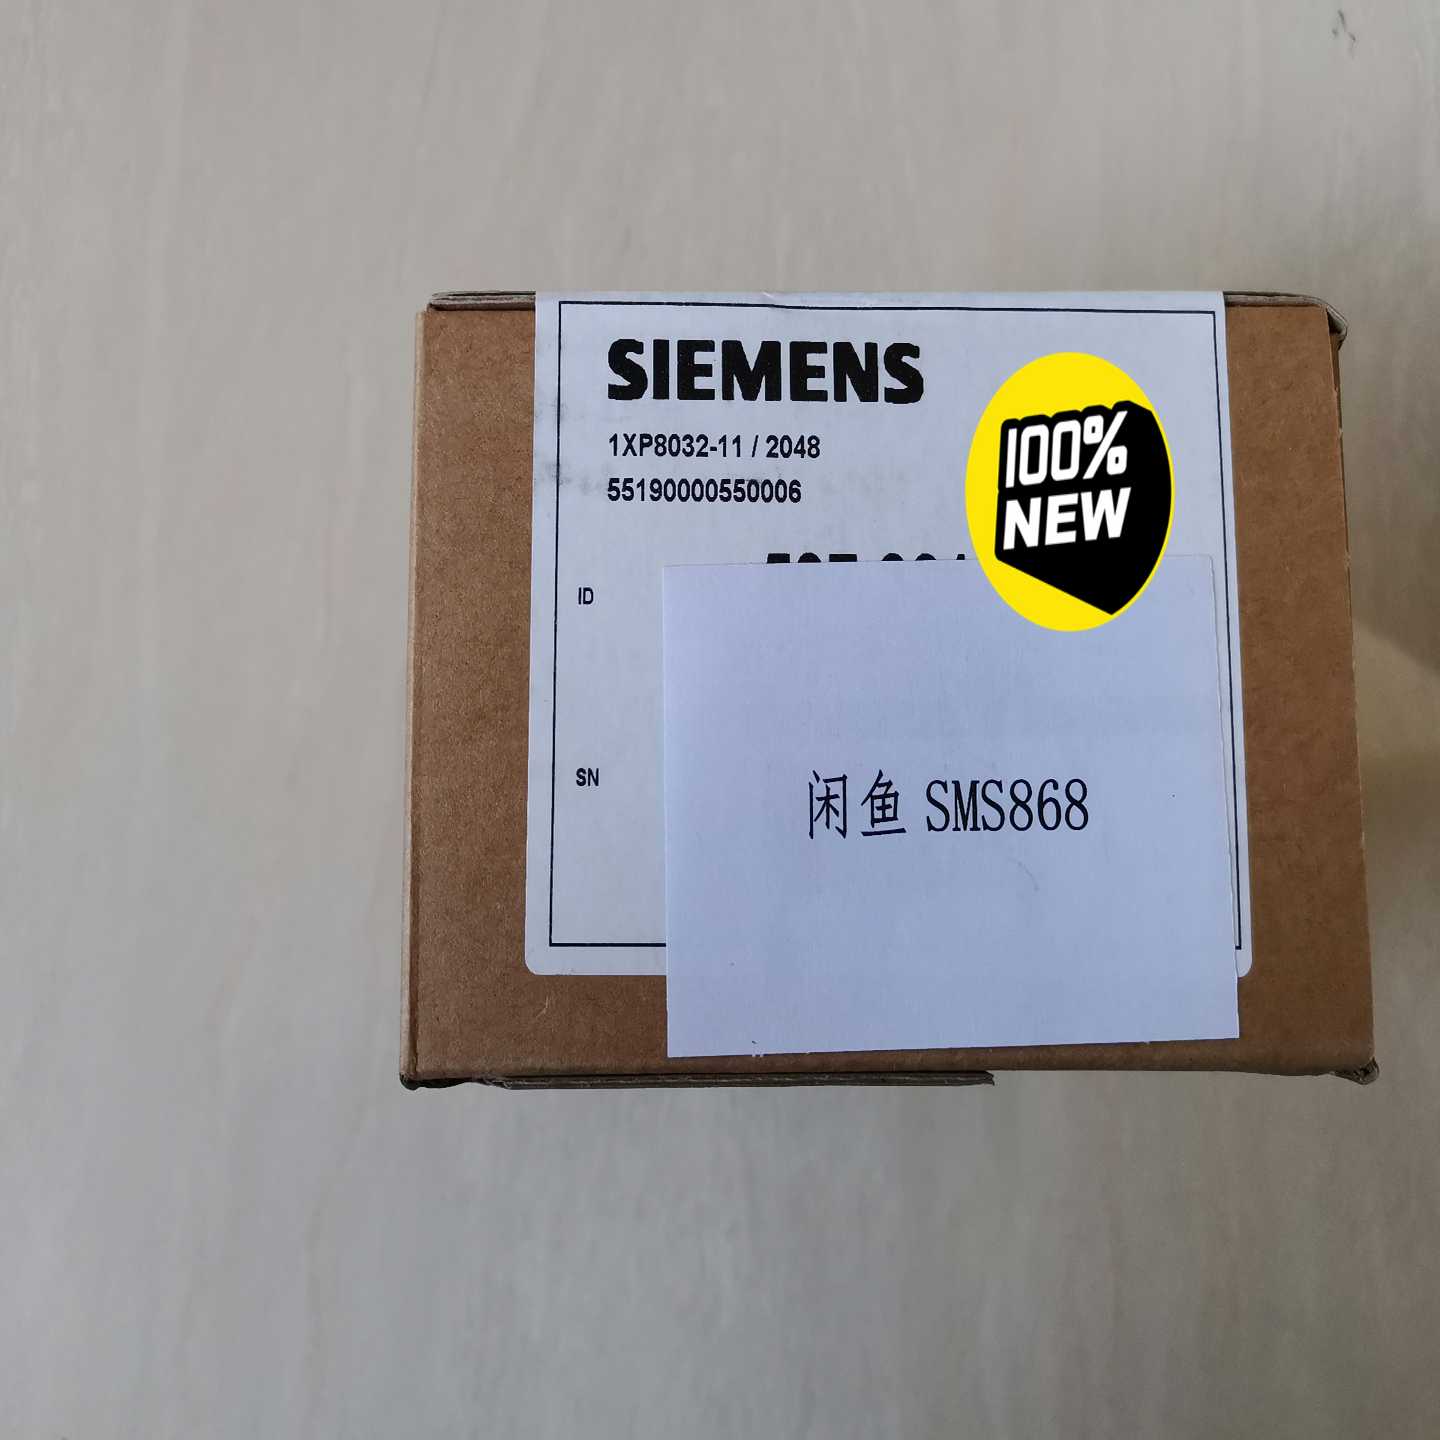 SIEMENS
1XP8032-11 / 2048
55190000550006
100%
NEW
ID
SN
闲鱼 SMS868